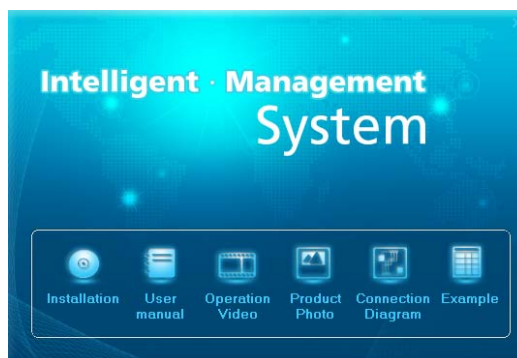 Intelligent · Management
System
Installation User Operation Product Connection Example
manual Video Photo Diagram